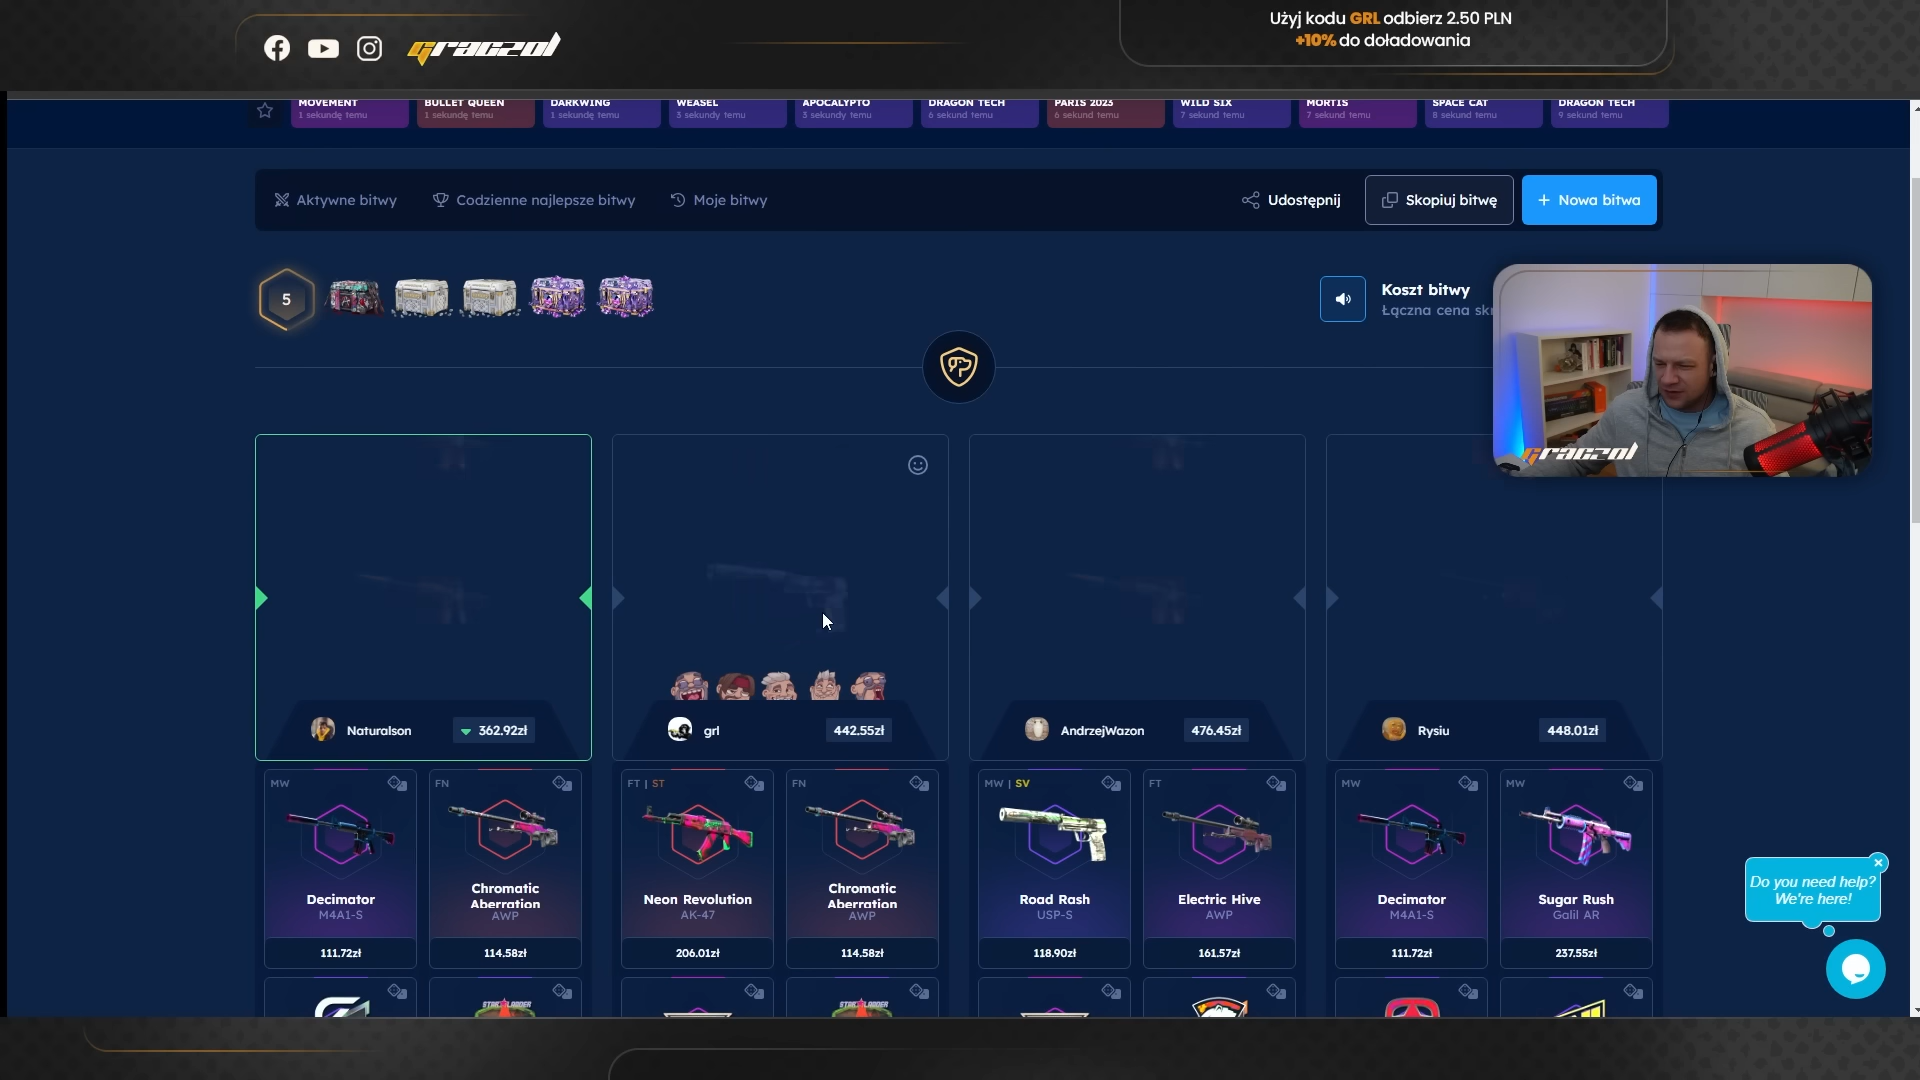 Użyj kodu GRL odbierz 2.50 PLN
+10% do doładowania
graczol
MOVEMENT
1 sekundę temu
BULLET QUEEN
1 sekundę temu
DARKWING
1 sekundę temu
WEASEL
3 sekundy temu
APOCALYPTO
3 sekundy temu
DRAGON TECH
6 sekund temu
PARIS 2023
6 sekund temu
WILD SIX
7 sekund temu
MORTIS
7 sekund temu
SPACE CAT
8 sekund temu
DRAGON TECH
9 sekund temu
Aktywne bitwy
Codzienne najlepsze bitwy
Moje bitwy
Udostępnij
Skopiuj bitwę
+ Nowa bitwa
5
Koszt bitwy
Łączna cena skr
graczol
Naturalson
362.92zł
grl
442.55zł
AndrzejWazon
476.45zł
Rysiu
448.01zł
MW
Decimator
M4A1-S
111.72zł
FN
Chromatic
Aberration
AWP
114.58zł
FT | ST
Neon Revolution
AK-47
206.01zł
FN
Chromatic
Aberration
AWP
114.58zł
MW | SV
Road Rash
USP-S
118.90zł
FT
Electric Hive
AWP
161.57zł
MW
Decimator
M4A1-S
111.72zł
MW
Sugar Rush
Galil AR
237.55zł
STARLADDER
STARLADDER
Do you need help?
We're here!